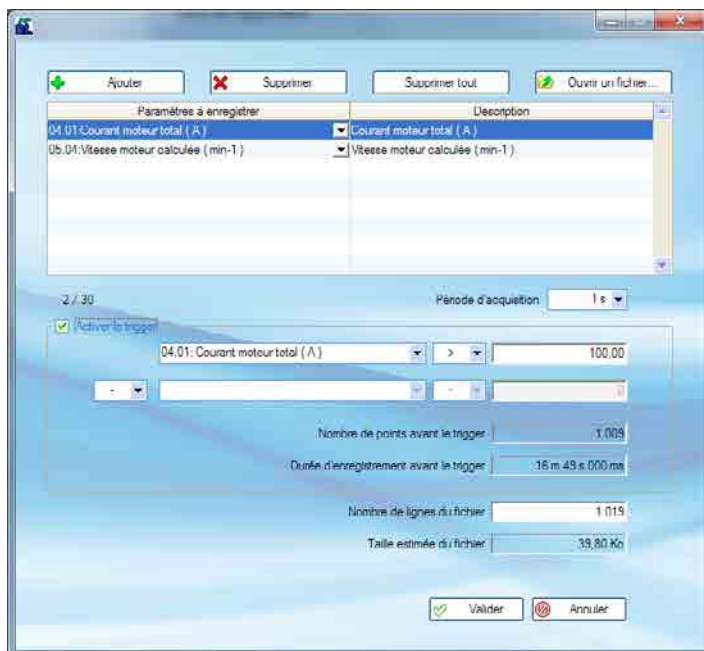 Ajouter Supprimer Supprimer tout Ouvrir un fichier...
Paramètres à enregistrer Description
04.01:Courant moteur total ( A ) Courant moteur total ( A )
05.04:Vitesse moteur calculée ( min-1 ) Vitesse moteur calculée ( min-1 )
2 / 30 Période d'acquisition 1 s
Activer le trigger
04.01: Courant moteur total ( A ) > 100.00
- - 0
Nombre de points avant le trigger 1 009
Durée d'enregistrement avant le trigger 16 m 49 s 000 ms
Nombre de lignes du fichier 1 019
Taille estimée du fichier 39,80 Ko
Valider Annuler